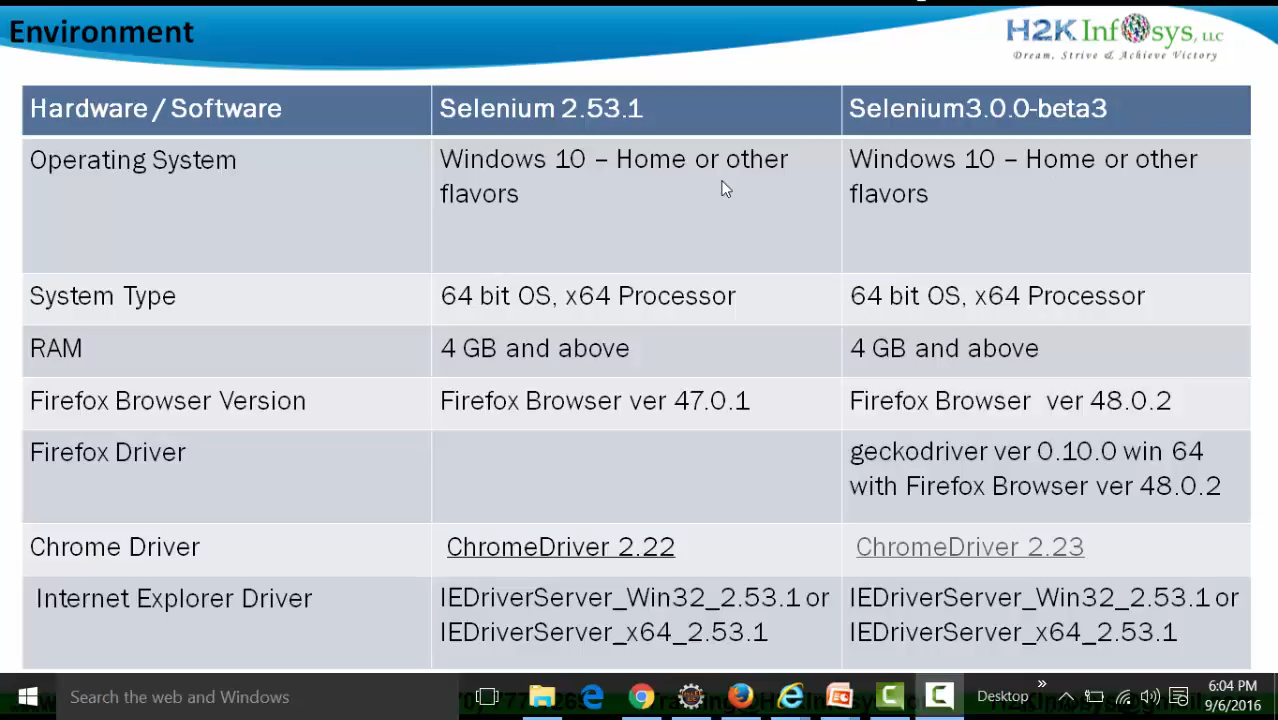 Environment
H2K Infosys, LLC
Dream, Strive & Achieve Victory
Hardware / Software Selenium 2.53.1 Selenium3.0.0-beta3
Operating System Windows 10 – Home or other flavors Windows 10 – Home or other flavors
System Type 64 bit OS, x64 Processor 64 bit OS, x64 Processor
RAM 4 GB and above 4 GB and above
Firefox Browser Version Firefox Browser ver 47.0.1 Firefox Browser ver 48.0.2
Firefox Driver geckodriver ver 0.10.0 win 64 with Firefox Browser ver 48.0.2
Chrome Driver ChromeDriver 2.22 ChromeDriver 2.23
Internet Explorer Driver IEDriverServer_Win32_2.53.1 or IEDriverServer_x64_2.53.1 IEDriverServer_Win32_2.53.1 or IEDriverServer_x64_2.53.1
Search the web and Windows
Desktop
6:04 PM
9/6/2016